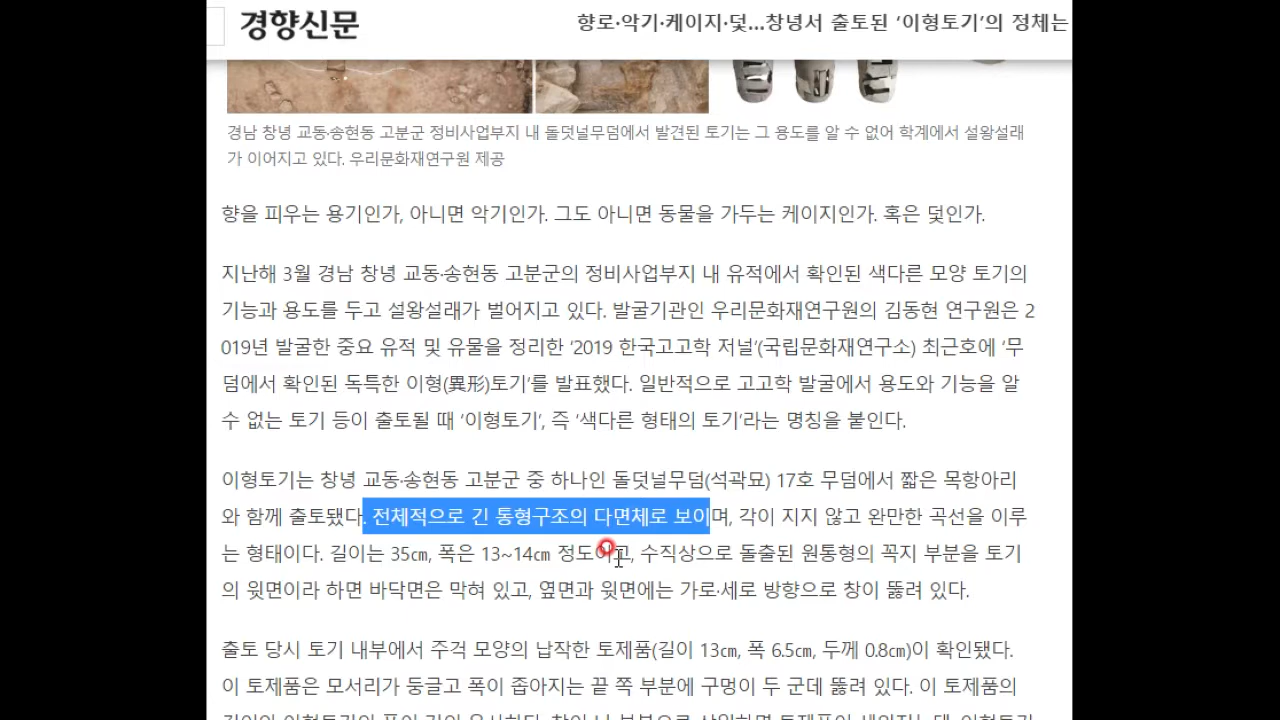 경향신문
향로·악기·케이지·덫...창녕서 출토된 ‘이형토기’의 정체는
경남 창녕 교동·송현동 고분군 정비사업부지 내 돌덧널무덤에서 발견된 토기는 그 용도를 알 수 없어 학계에서 설왕설래
가 이어지고 있다. 우리문화재연구원 제공
향을 피우는 용기인가, 아니면 악기인가. 그도 아니면 동물을 가두는 케이지인가. 혹은 덫인가.
지난해 3월 경남 창녕 교동·송현동 고분군의 정비사업부지 내 유적에서 확인된 색다른 모양 토기의
기능과 용도를 두고 설왕설래가 벌어지고 있다. 발굴기관인 우리문화재연구원의 김동현 연구원은 2
019년 발굴한 중요 유적 및 유물을 정리한 ‘2019 한국고고학 저널’(국립문화재연구소) 최근호에 ‘무
덤에서 확인된 독특한 이형(異形)토기’를 발표했다. 일반적으로 고고학 발굴에서 용도와 기능을 알
수 없는 토기 등이 출토될 때 ‘이형토기’, 즉 ‘색다른 형태의 토기’라는 명칭을 붙인다.
이형토기는 창녕 교동·송현동 고분군 중 하나인 돌덧널무덤(석곽묘) 17호 무덤에서 짧은 목항아리
와 함께 출토됐다. 전체적으로 긴 통형구조의 다면체로 보이며, 각이 지지 않고 완만한 곡선을 이루
는 형태이다. 길이는 35㎝, 폭은 13~14㎝ 정도이고, 수직상으로 돌출된 원통형의 꼭지 부분을 토기
의 윗면이라 하면 바닥면은 막혀 있고, 옆면과 윗면에는 가로·세로 방향으로 창이 뚫려 있다.
출토 당시 토기 내부에서 주걱 모양의 납작한 토제품(길이 13㎝, 폭 6.5㎝, 두께 0.8㎝)이 확인됐다.
이 토제품은 모서리가 둥글고 폭이 좁아지는 끝 쪽 부분에 구멍이 두 군데 뚫려 있다. 이 토제품의